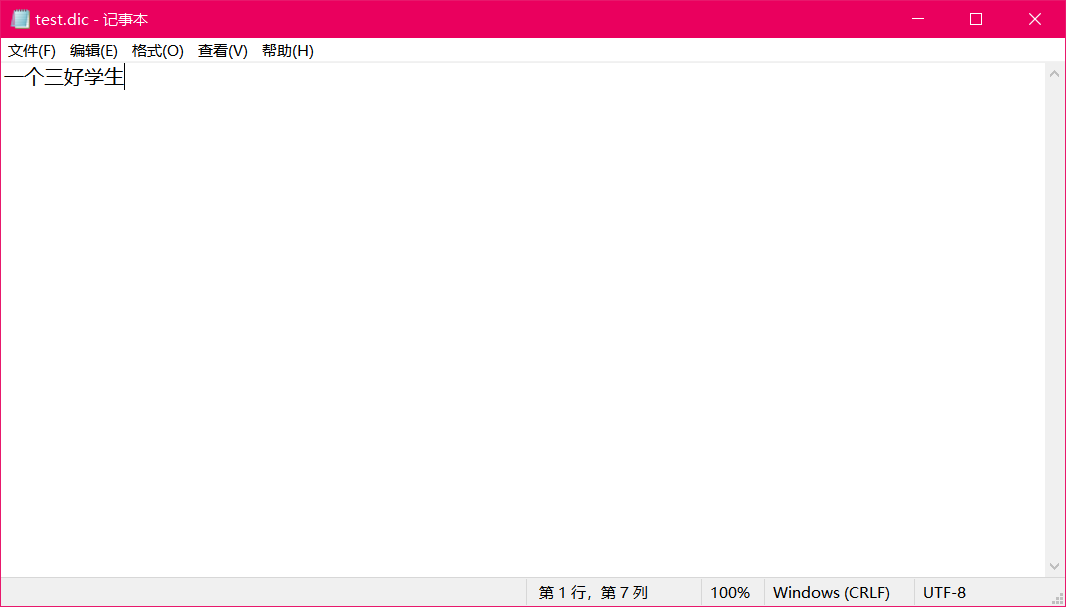 test.dic - 记事本
文件(F) 编辑(E) 格式(O) 查看(V) 帮助(H)
一个三好学生
第 1 行，第 7 列 100% Windows (CRLF) UTF-8